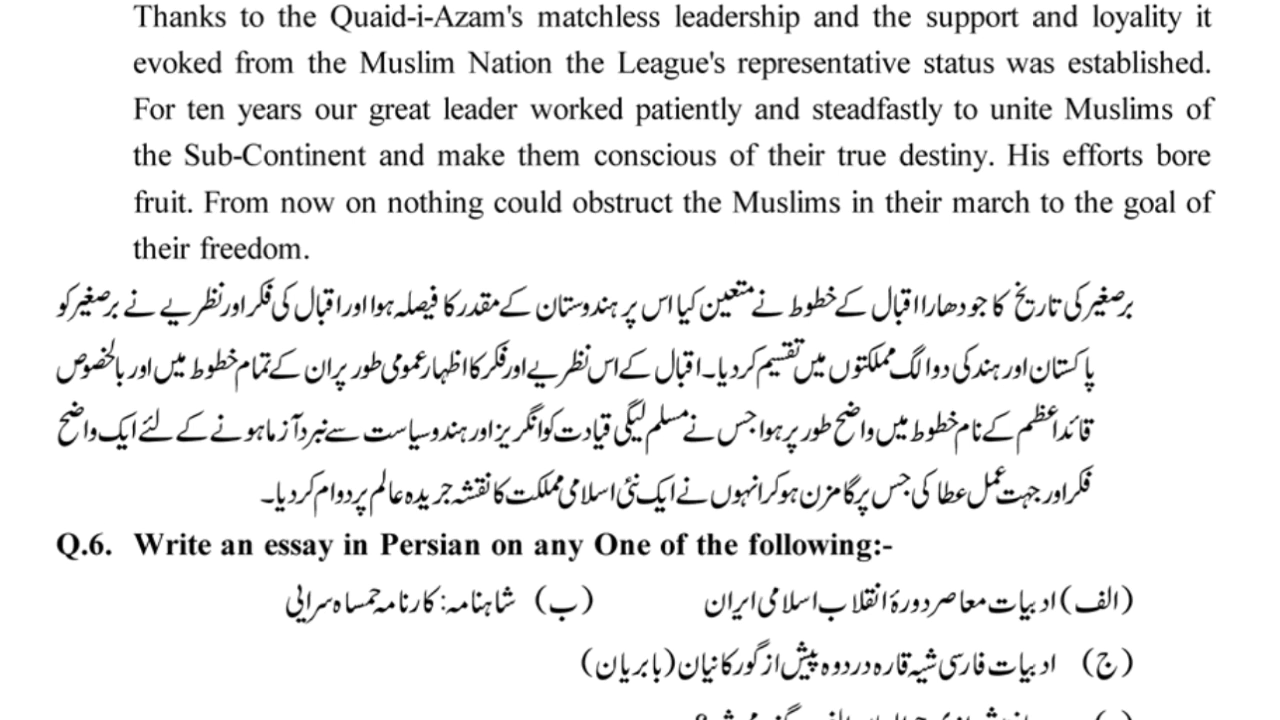 Thanks to the Quaid-i-Azam's matchless leadership and the support and loyality it
evoked from the Muslim Nation the League's representative status was established.
For ten years our great leader worked patiently and steadfastly to unite Muslims of
the Sub-Continent and make them conscious of their true destiny. His efforts bore
fruit. From now on nothing could obstruct the Muslims in their march to the goal of
their freedom.
برصغیر کی تاریخ کا جو دھارا اقبال کے خطوط نے متعین کیا اس پر ہندوستان کے مقدر کا فیصلہ ہوا اور اقبال کی فکر اور نظریے نے برصغیر کو
پاکستان اور ہند کی دو الگ مملکتوں میں تقسیم کر دیا۔ اقبال کے اس نظریے اور فکر کا اظہار عمومی طور پر ان کے تمام خطوط میں اور بالخصوص
قائداعظم کے نام خطوط میں واضح طور پر ہوا جس نے مسلم لیگی قیادت کو انگریز اور ہندو سیاست سے نبرد آزما ہونے کے لئے ایک واضح
فکر اور جہت عمل عطا کی جس پر گامزن ہو کر انہوں نے ایک نئی اسلامی مملکت کا نقشہ جریدہ عالم پر دوام کر دیا۔
Q.6. Write an essay in Persian on any One of the following:-
(الف) ادبیات معاصر دورۂ انقلاب اسلامی ایران (ب) شاہنامہ: کارنامہ حمساہ سرایی
(ج) ادبیات فارسی شبہ قارہ در دوہ پیش از گورکانیان (بابریان)